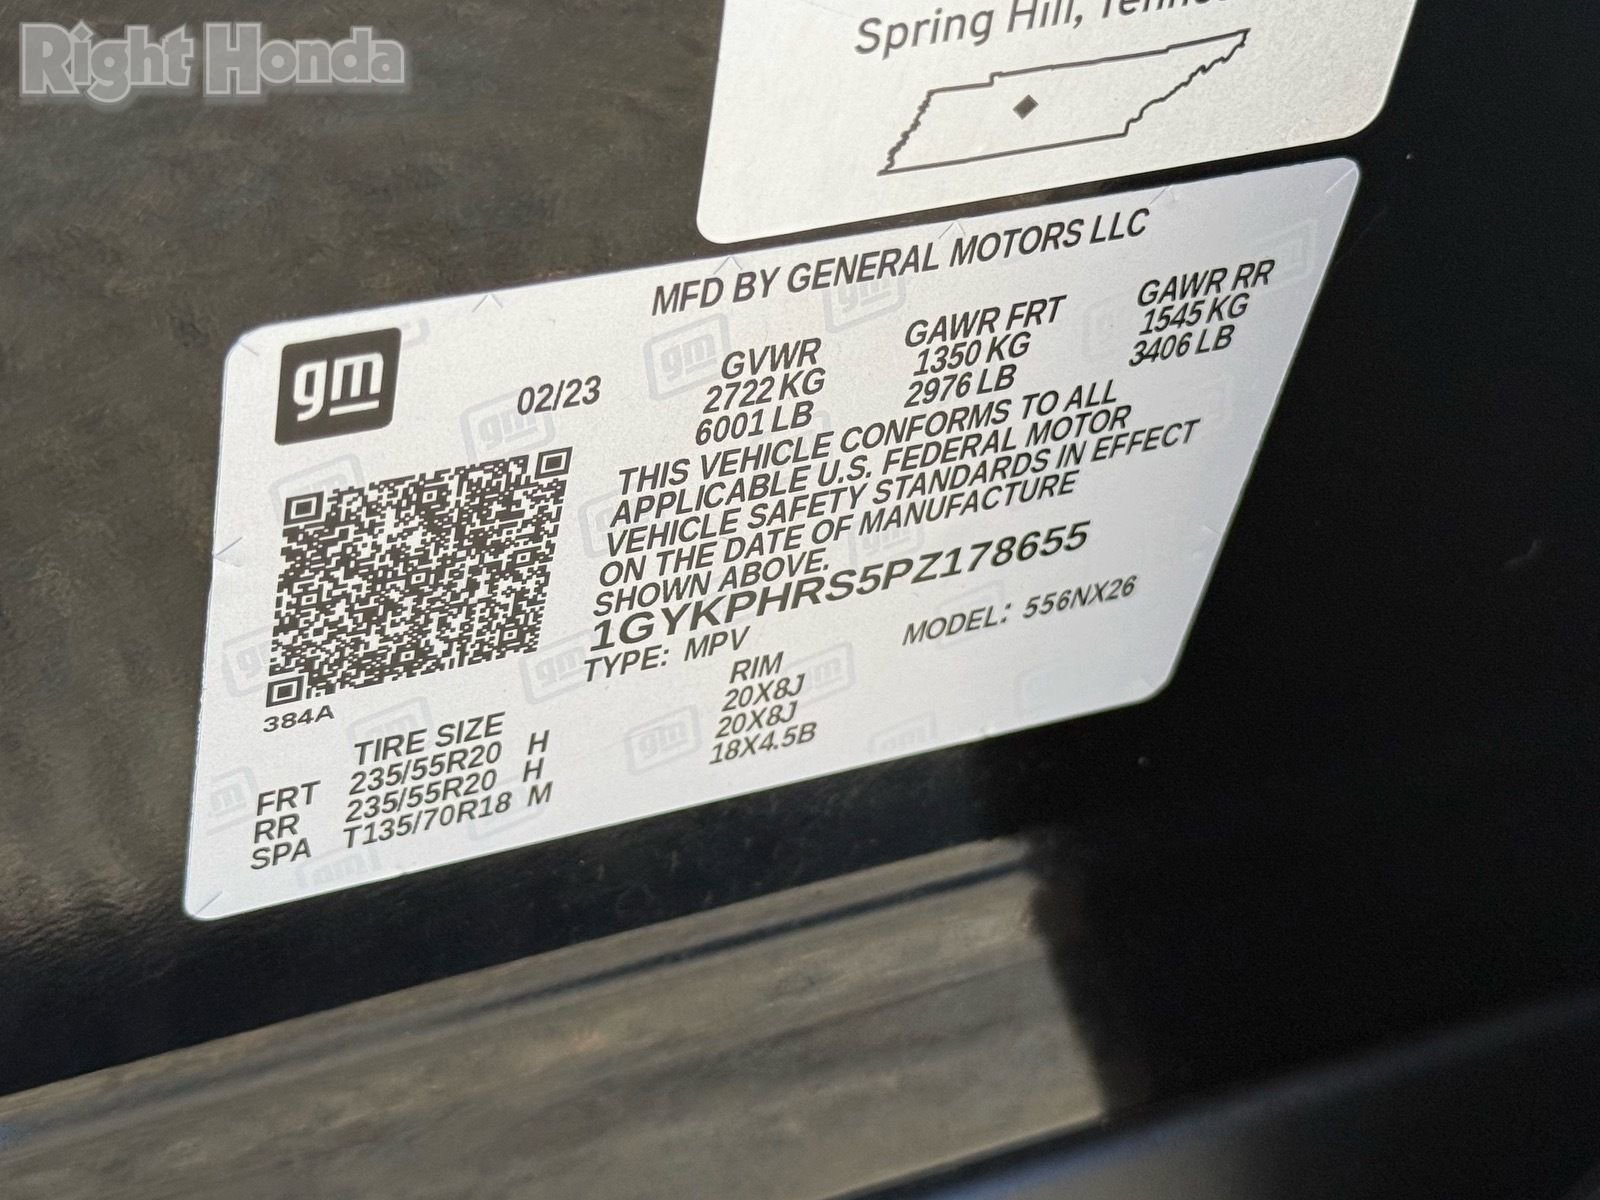 Right Honda
Spring Hill,
MFD BY GENERAL MOTORS LLC
gm
02/23
GVWR
2722 KG
6001 LB
GAWR FRT
1350 KG
2976 LB
GAWR RR
1545 KG
3406 LB
THIS VEHICLE CONFORMS TO ALL
APPLICABLE U.S. FEDERAL MOTOR
VEHICLE SAFETY STANDARDS IN EFFECT
ON THE DATE OF MANUFACTURE
SHOWN ABOVE.
1GYKPHRS5PZ178655
TYPE: MPV
MODEL: 556NX26
384A
TIRE SIZE
RIM
FRT 235/55R20 H 20X8J
RR 235/55R20 H 20X8J
SPA T135/70R18 M 18X4.5B